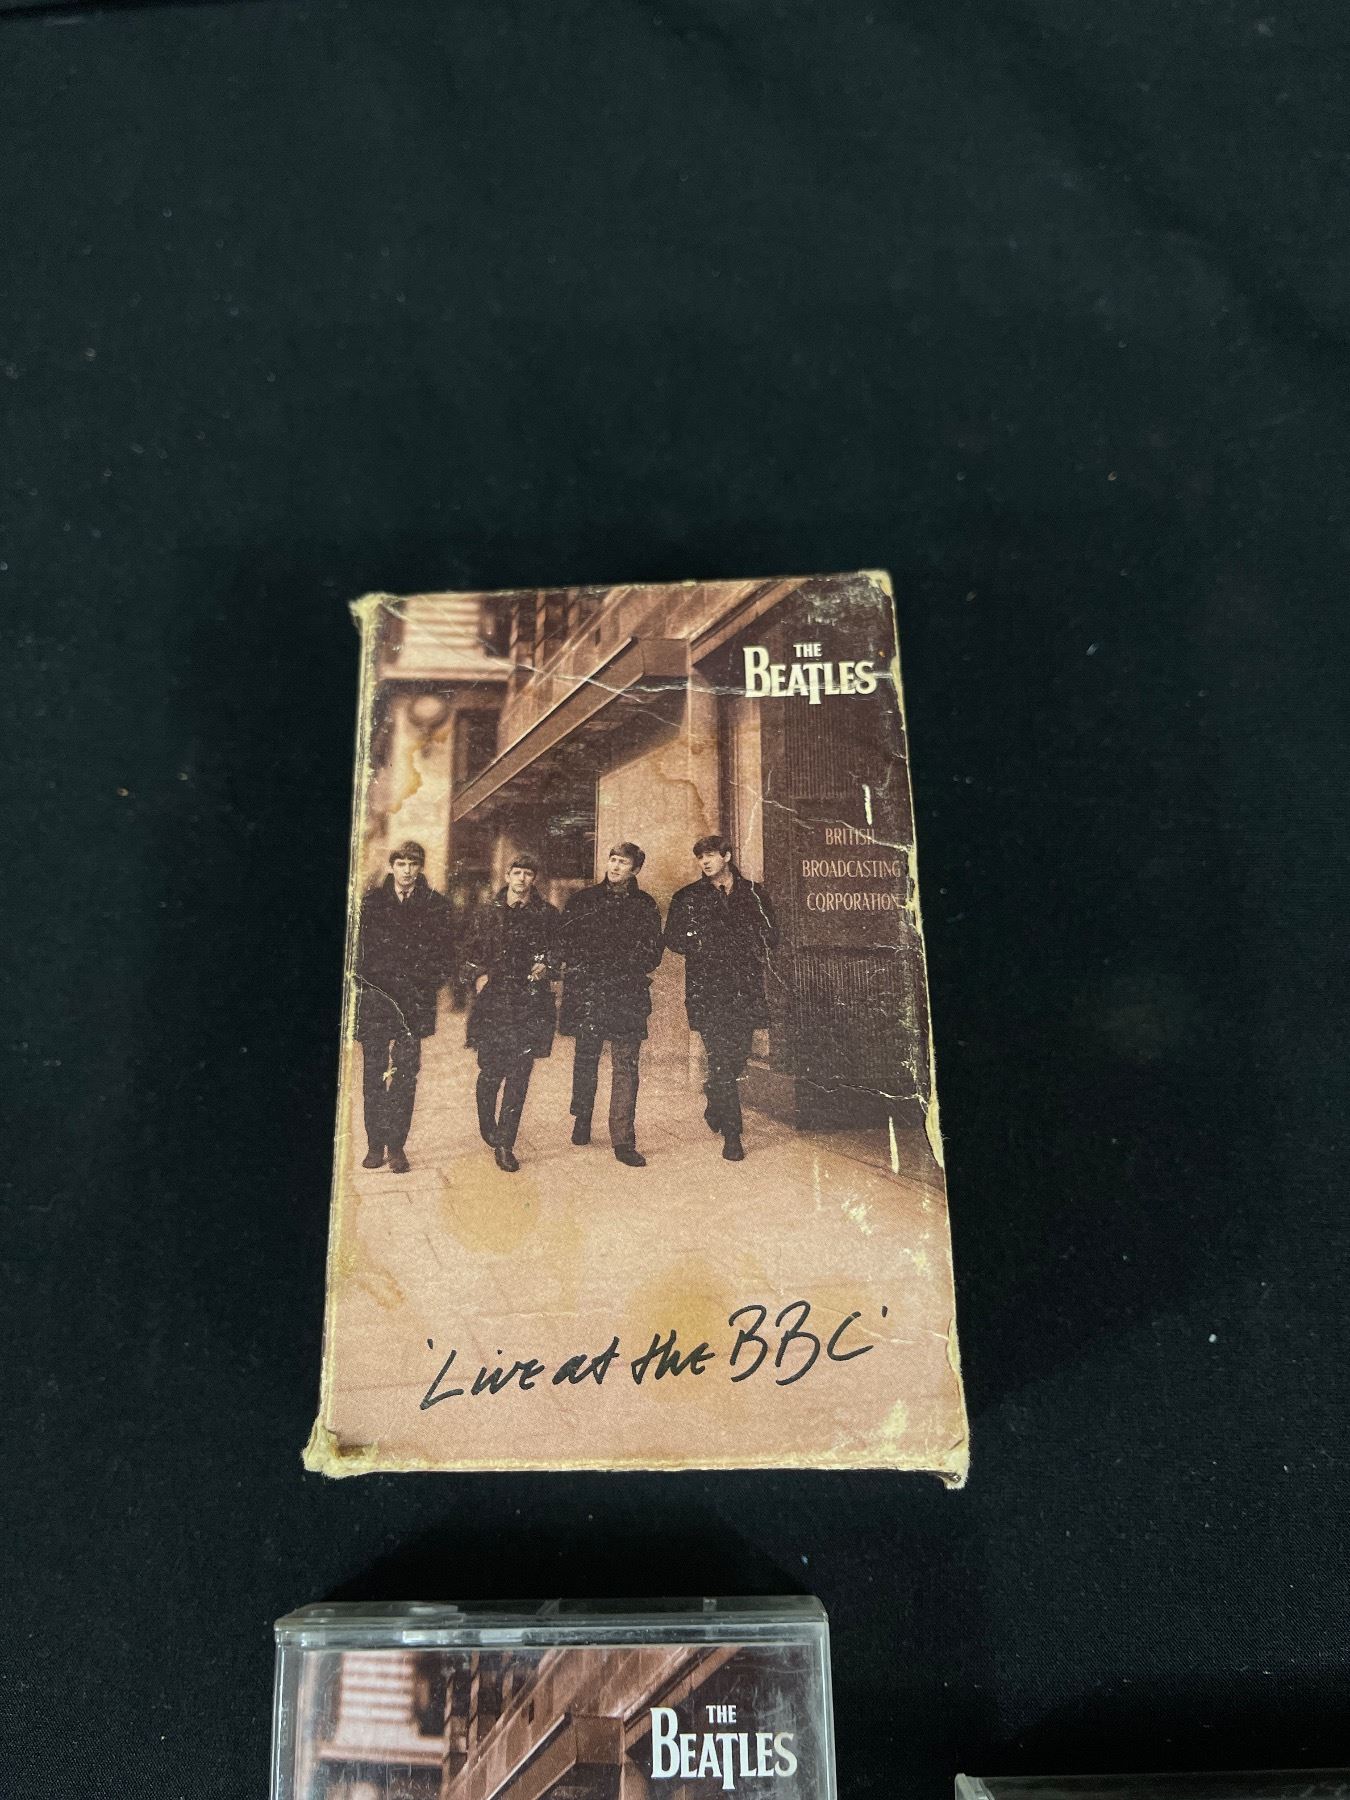 THE
BEATLES
BRITISH
BROADCASTING
CORPORATION
'Live at the BBC'
THE
BEATLES